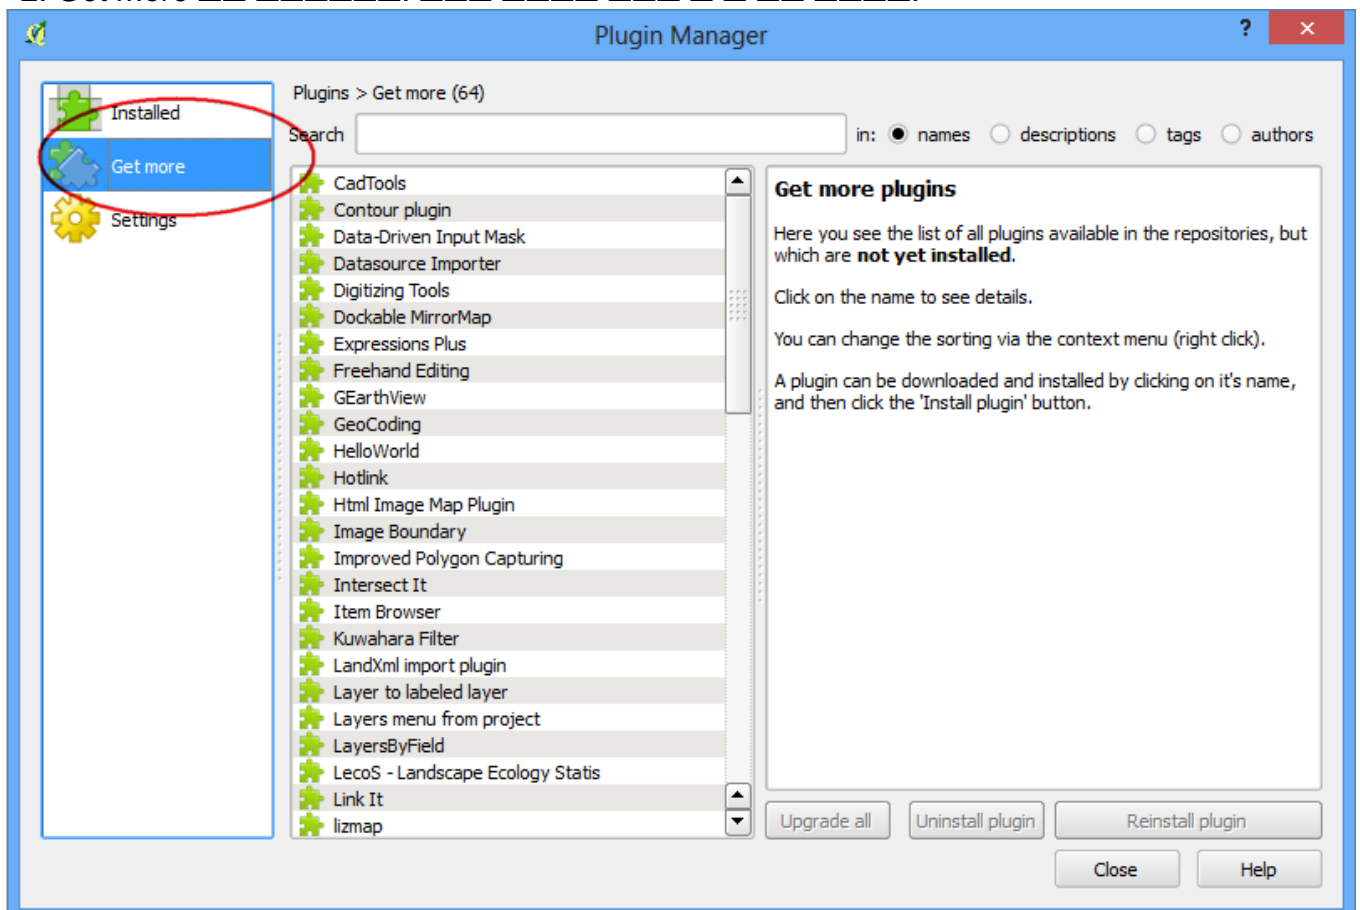 Get more
Plugin Manager
?
×
Installed
Get more
Settings
Plugins > Get more (64)
Search in: names descriptions tags authors
CadTools
Contour plugin
Data-Driven Input Mask
Datasource Importer
Digitizing Tools
Dockable MirrorMap
Expressions Plus
Freehand Editing
GEarthView
GeoCoding
HelloWorld
Hotlink
Html Image Map Plugin
Image Boundary
Improved Polygon Capturing
Intersect It
Item Browser
Kuwahara Filter
LandXml import plugin
Layer to labeled layer
Layers menu from project
LayersByField
LecoS - Landscape Ecology Statis
Link It
lizmap
Get more plugins
Here you see the list of all plugins available in the repositories, but
which are not yet installed.
Click on the name to see details.
You can change the sorting via the context menu (right click).
A plugin can be downloaded and installed by clicking on it's name,
and then click the 'Install plugin' button.
Upgrade all Uninstall plugin Reinstall plugin
Close Help